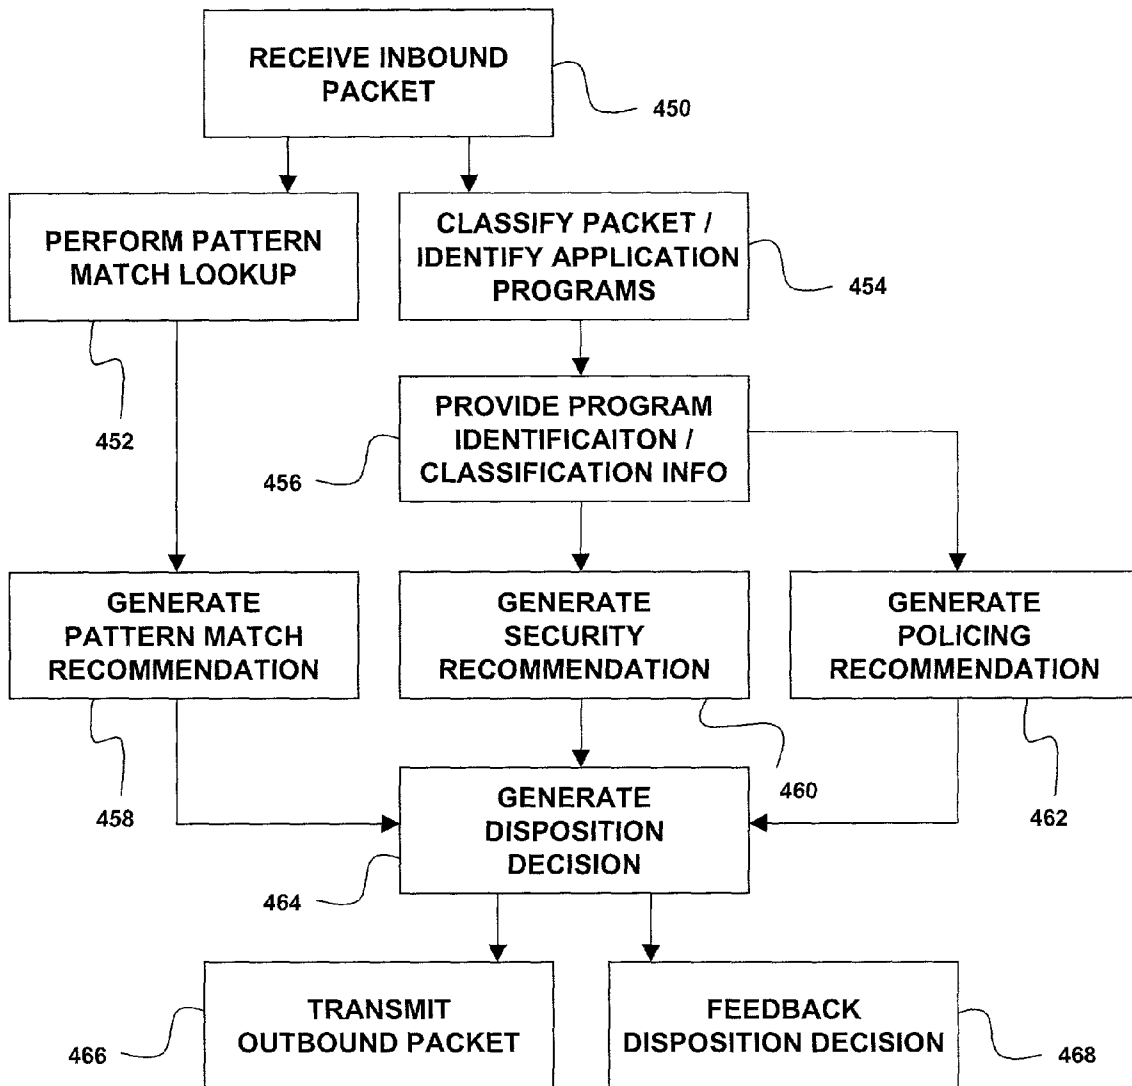 RECEIVE INBOUND
PACKET
450
PERFORM PATTERN
MATCH LOOKUP
452
CLASSIFY PACKET /
IDENTIFY APPLICATION
PROGRAMS
454
PROVIDE PROGRAM
IDENTIFICAITON /
CLASSIFICATION INFO
456
GENERATE
PATTERN MATCH
RECOMMENDATION
458
GENERATE
SECURITY
RECOMMENDATION
460
GENERATE
POLICING
RECOMMENDATION
462
GENERATE
DISPOSITION
DECISION
464
TRANSMIT
OUTBOUND PACKET
466
FEEDBACK
DISPOSITION DECISION
468